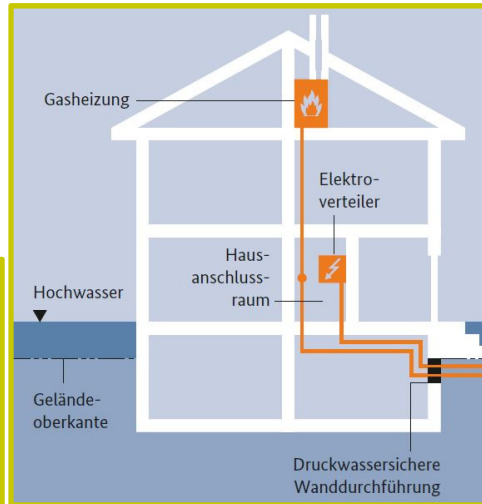 Gasheizung
Elektro-
verteiler
Haus-
anschluss-
raum
Hochwasser
Gelände-
oberkante
Druckwassersichere
Wanddurchführung